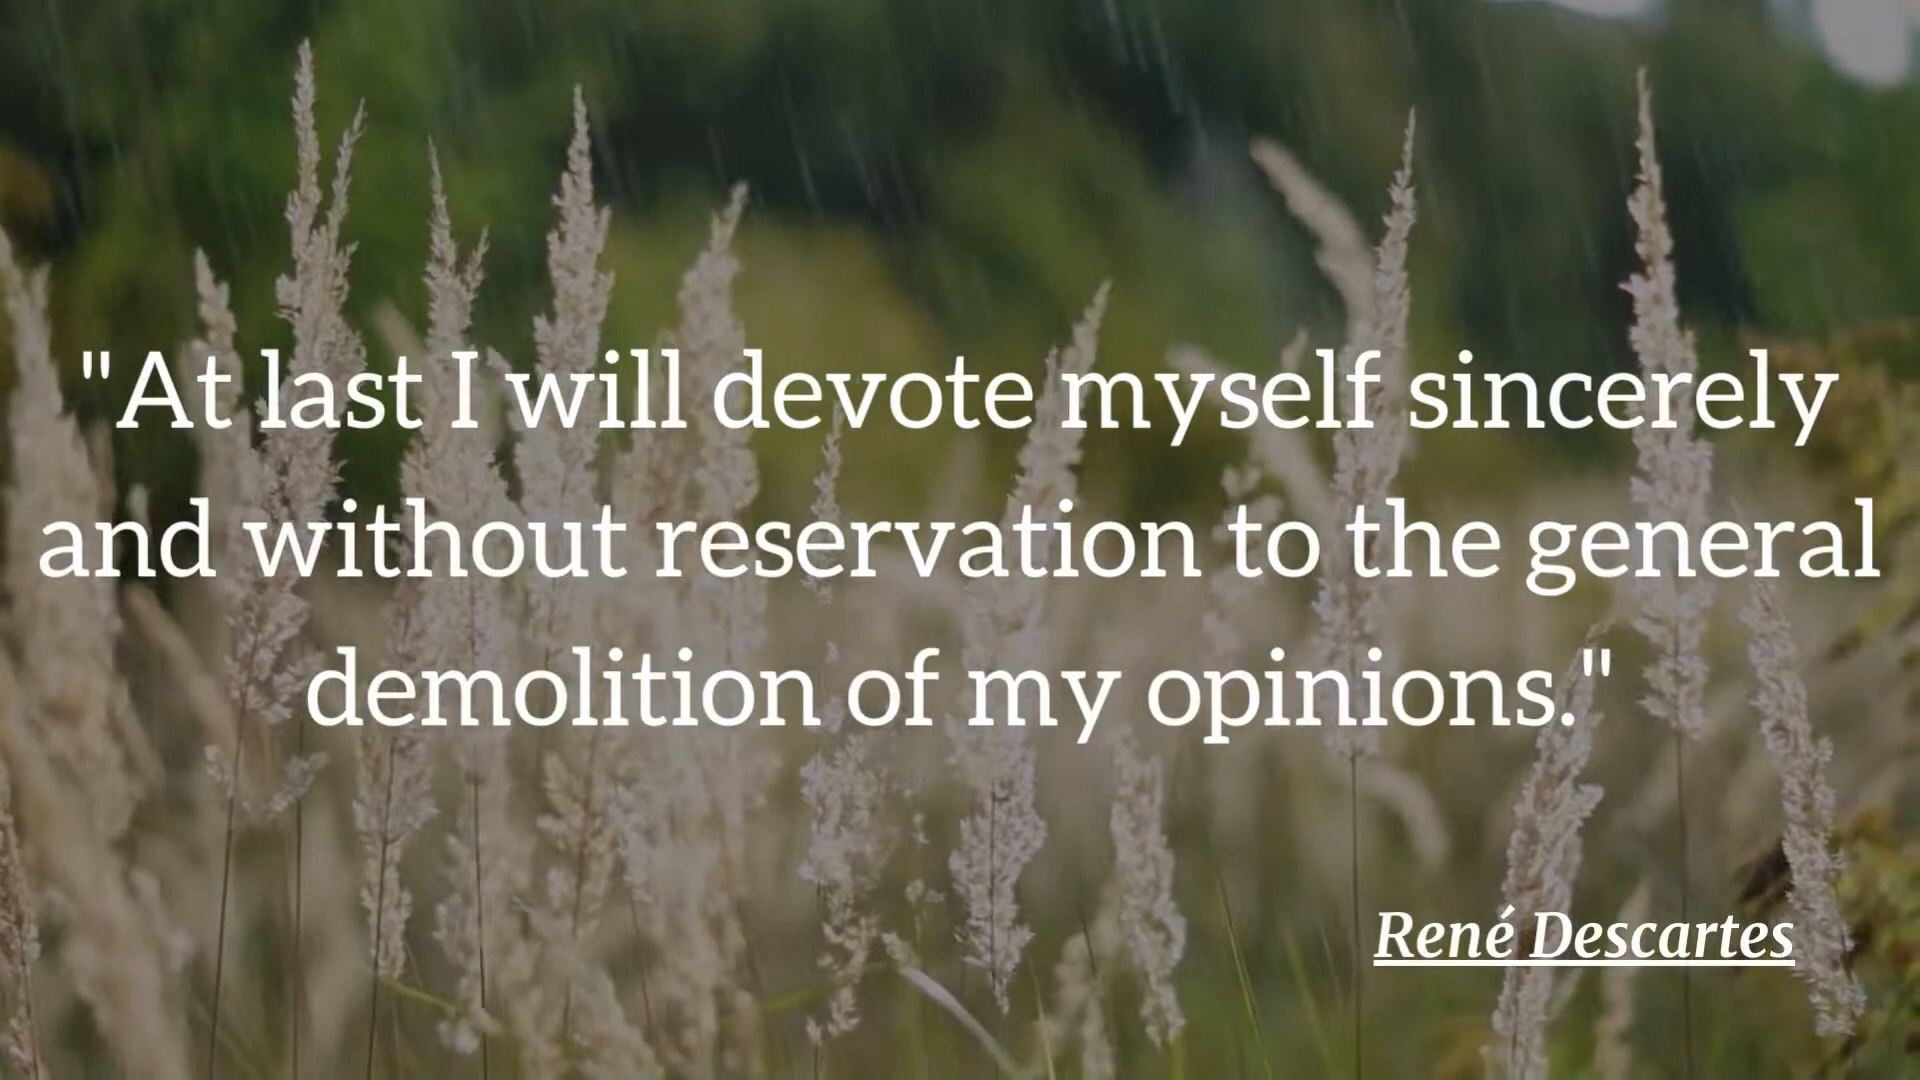 "At last I will devote myself sincerely
and without reservation to the general
demolition of my opinions."
René Descartes